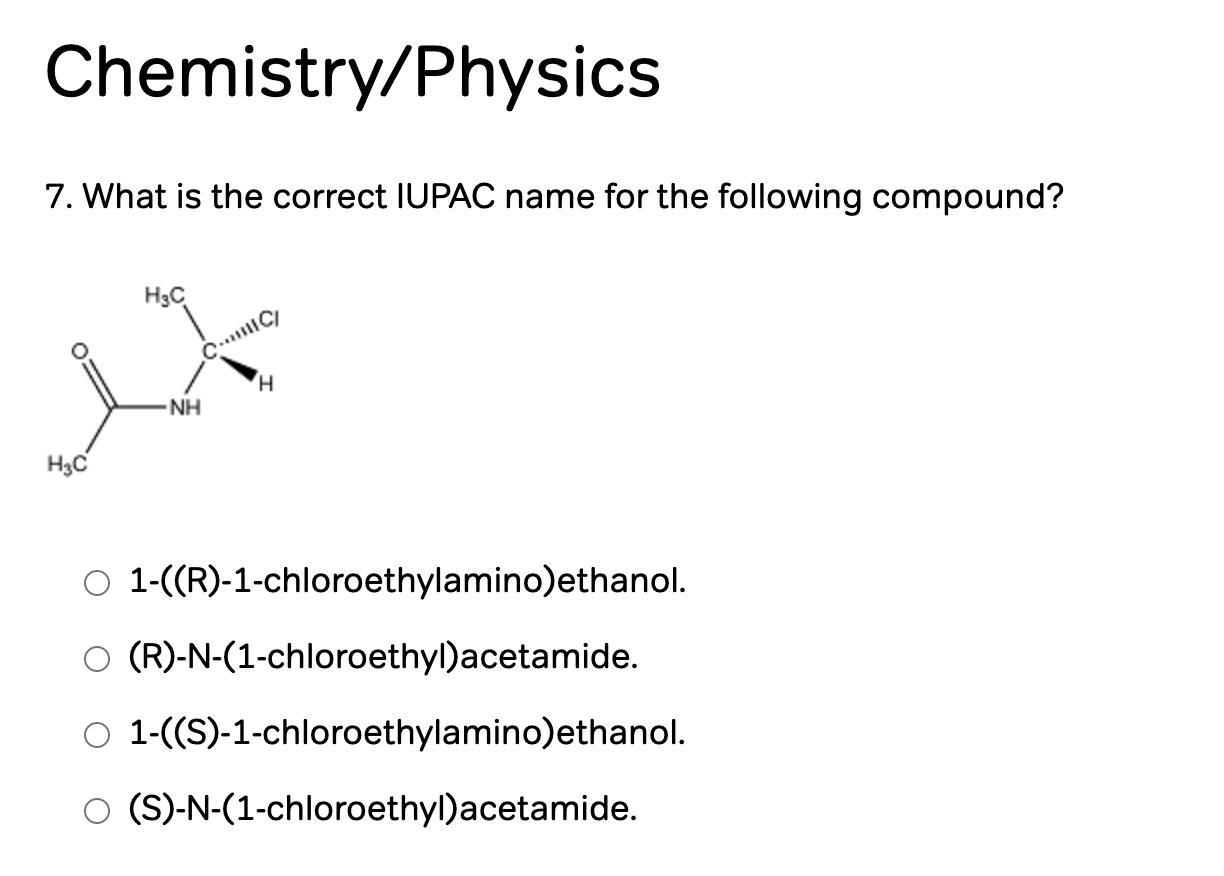 Chemistry/Physics
7. What is the correct IUPAC name for the following compound?
H₃C
Cl
O
C
H
NH
H₃C
1-((R)-1-chloroethylamino)ethanol.
(R)-N-(1-chloroethyl)acetamide.
1-((S)-1-chloroethylamino)ethanol.
(S)-N-(1-chloroethyl)acetamide.